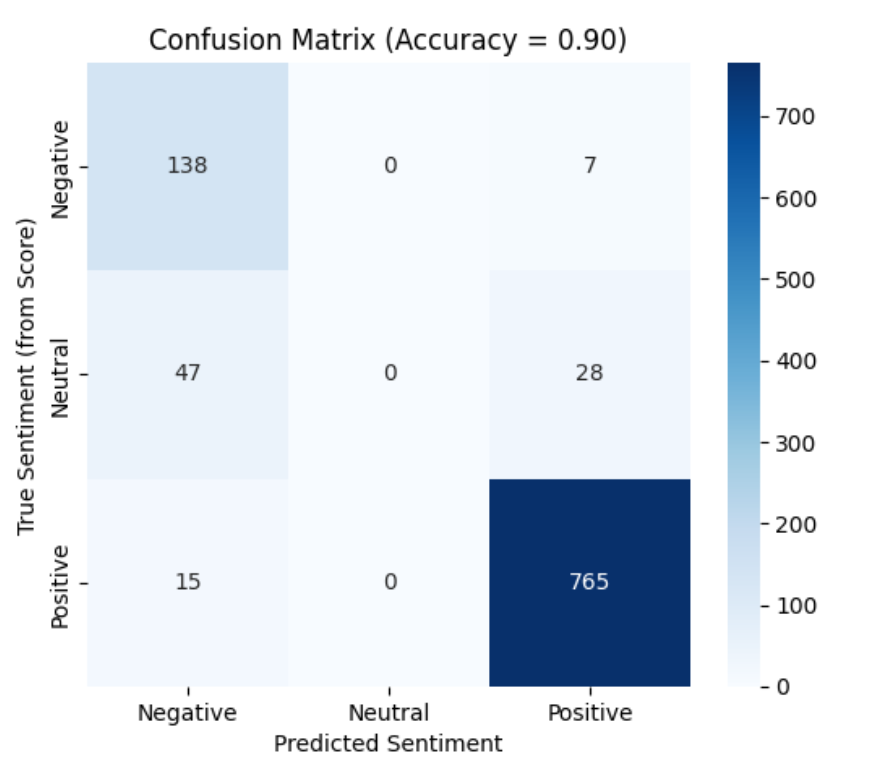 Confusion Matrix (Accuracy = 0.90)
True Sentiment (from Score)
Negative
138 0 7
Neutral
47 0 28
Positive
15 0 765
Negative Neutral Positive
Predicted Sentiment
700
600
500
400
300
200
100
0